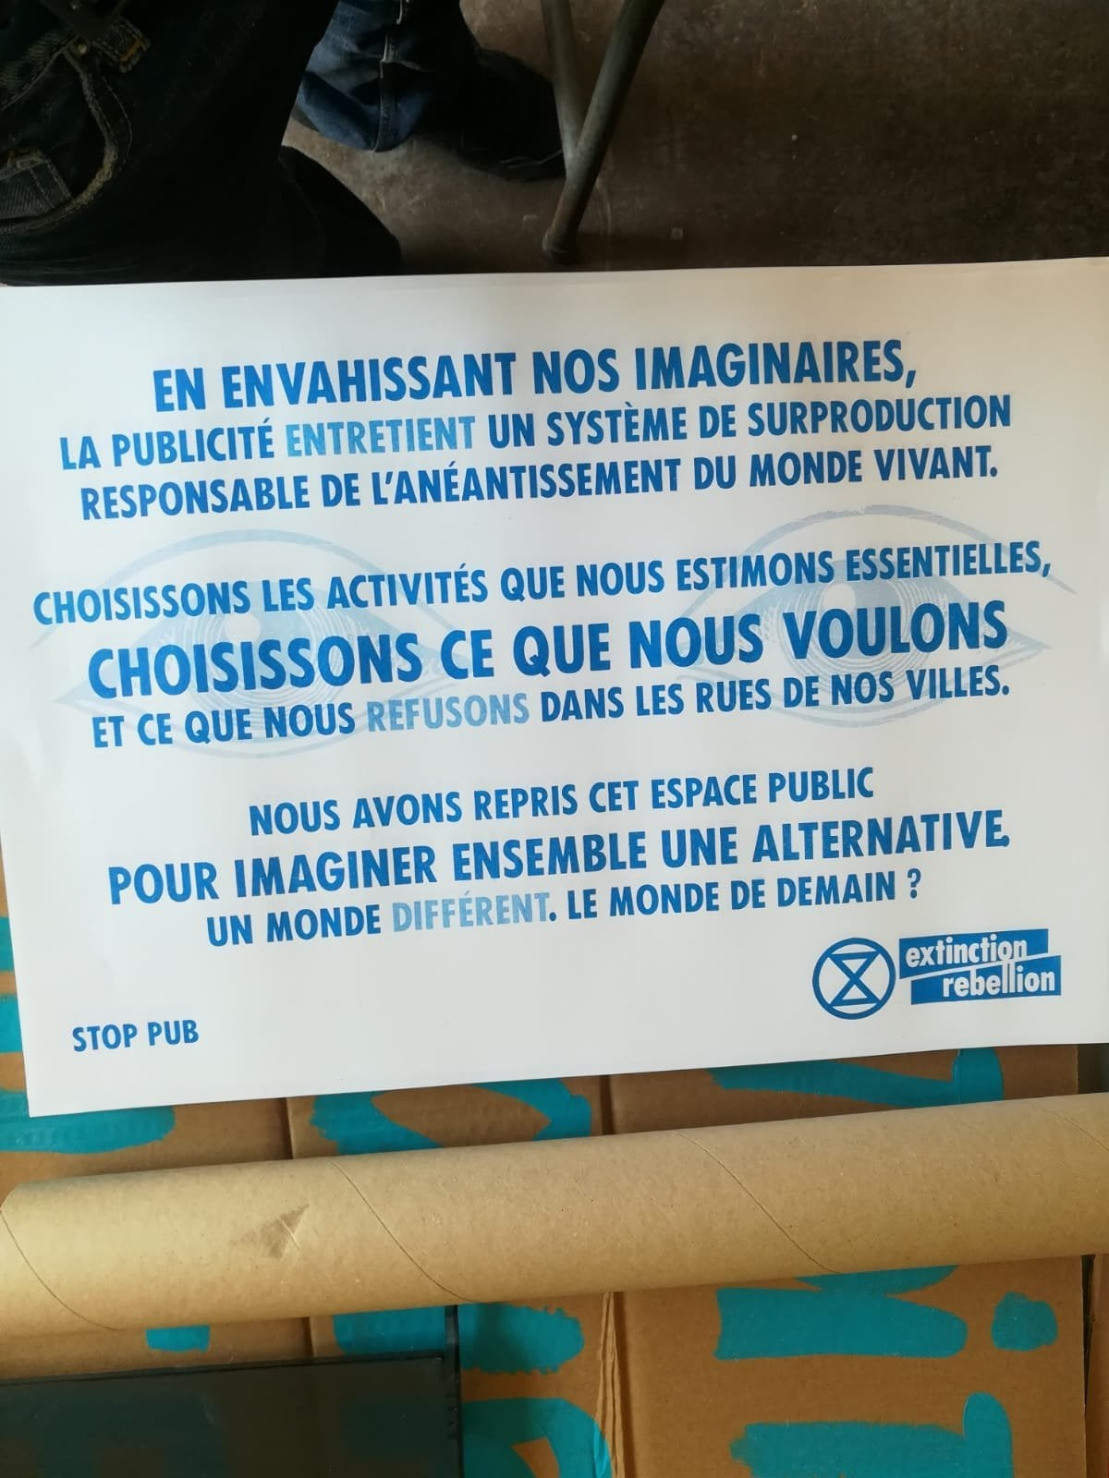 EN ENVAHISSANT NOS IMAGINAIRES,
LA PUBLICITÉ ENTRETIENT UN SYSTÈME DE SURPRODUCTION
RESPONSABLE DE L'ANÉANTISSEMENT DU MONDE VIVANT.
CHOISISSONS LES ACTIVITÉS QUE NOUS ESTIMONS ESSENTIELLES,
CHOISISSONS CE QUE NOUS VOULONS
ET CE QUE NOUS REFUSONS DANS LES RUES DE NOS VILLES.
NOUS AVONS REPRIS CET ESPACE PUBLIC
POUR IMAGINER ENSEMBLE UNE ALTERNATIVE.
UN MONDE DIFFÉRENT. LE MONDE DE DEMAIN ?
extinction
rebellion
STOP PUB